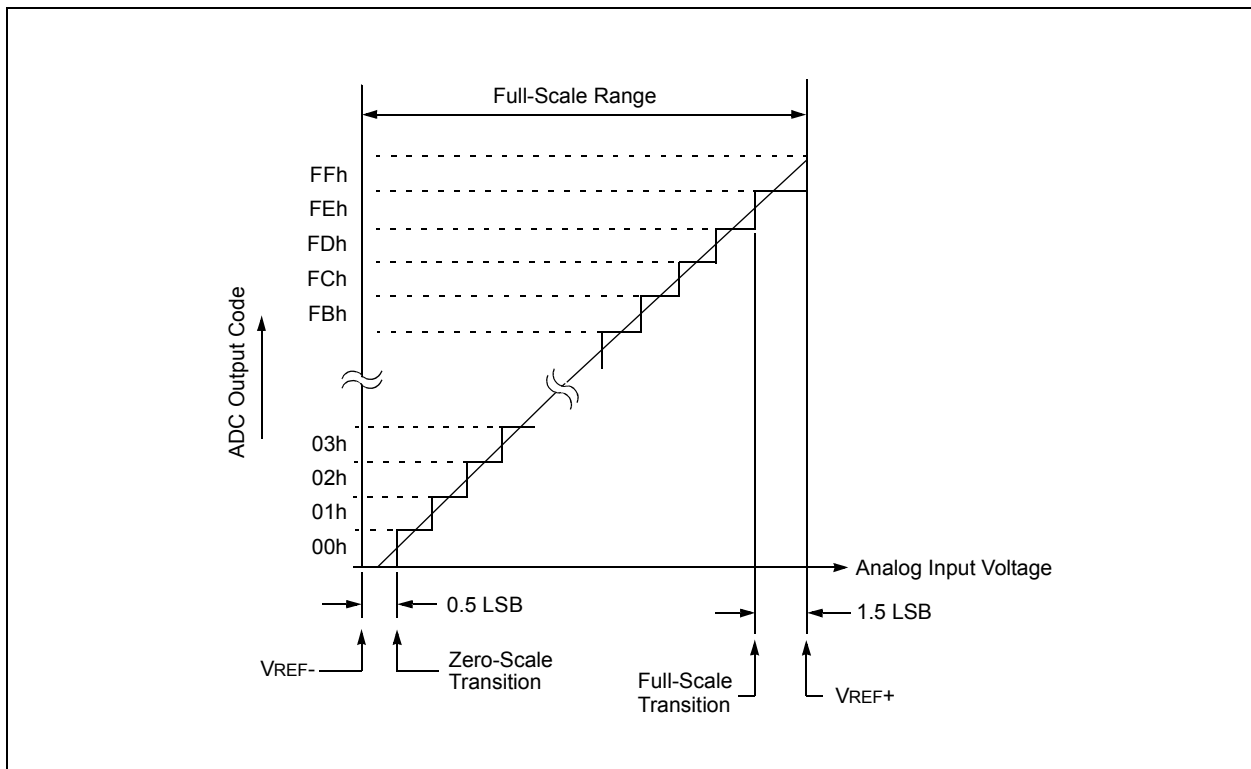 Full-Scale Range
FFh
FEh
FDh
FCh
FBh
ADC Output Code
03h
02h
01h
00h
Analog Input Voltage
0.5 LSB
1.5 LSB
VREF-
Zero-Scale
Transition
Full-Scale
Transition
VREF+